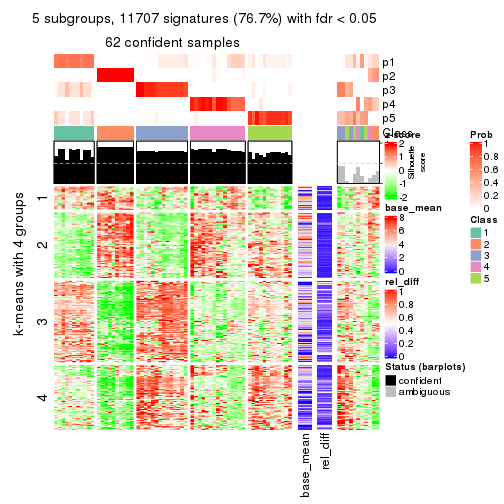 5 subgroups, 11707 signatures (76.7%) with fdr < 0.05
62 confident samples
p1
p2
p3
p4
p5
Class
Silhouette
score
k-means with 4 groups
1
2
3
4
base_mean
rel_diff
z-score
2
1
0
-1
-2
base_mean
8
6
4
2
0
rel_diff
1
0.8
0.6
0.4
0.2
0
Status (barplots)
confident
ambiguous
Prob
1
0.8
0.6
0.4
0.2
0
Class
1
2
3
4
5